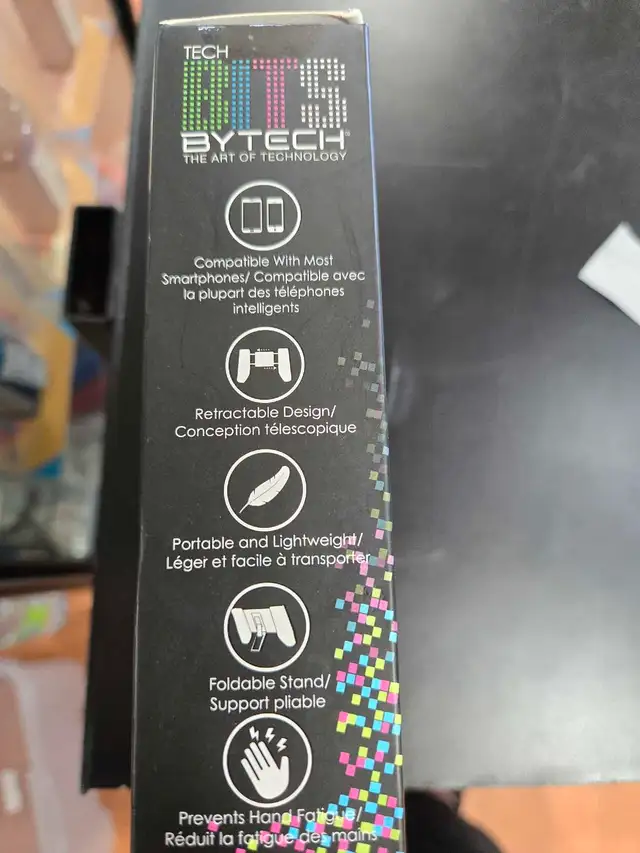 TECH
BITS
BYTECH®
THE ART OF TECHNOLOGY
Compatible With Most
Smartphones/ Compatible avec
la plupart des téléphones
intelligents
Retractable Design/
Conception télescopique
Portable and Lightweight/
Léger et facile à transporter
Foldable Stand/
Support pliable
Prevents Hand Fatigue/
Réduit la fatigue des mains